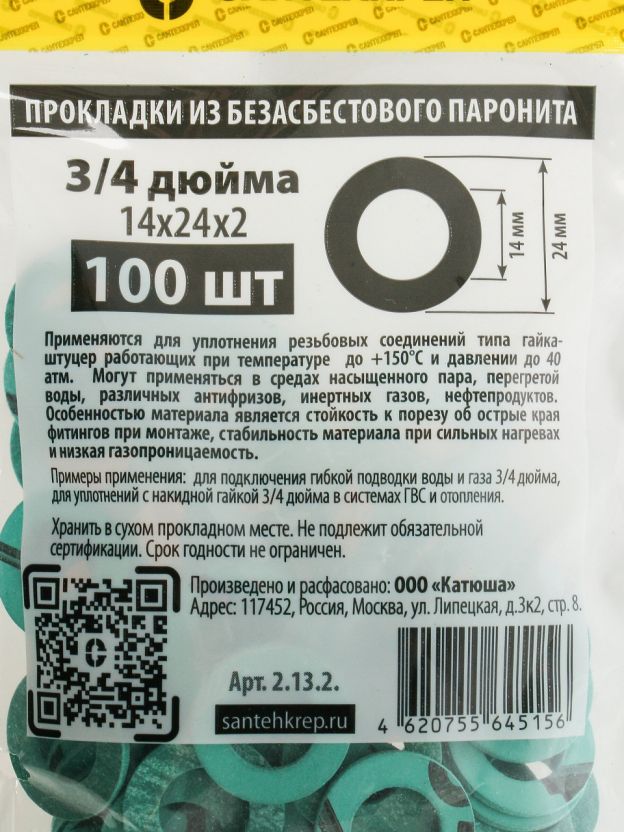 САНТЕХКРЕП
ПРОКЛАДКИ ИЗ БЕЗАСБЕСТОВОГО ПАРОНИТА
3/4 дюйма
14х24х2
100 шт
14 мм
24 мм
Применяются для уплотнения резьбовых соединений типа гайка-
штуцер работающих при температуре до +150°С и давлении до 40
атм. Могут применяться в средах насыщенного пара, перегретой
воды, различных антифризов, инертных газов, нефтепродуктов.
Особенностью материала является стойкость к порезу об острые края
фитингов при монтаже, стабильность материала при сильных нагревах
и низкая газопроницаемость.
Примеры применения: для подключения гибкой подводки воды и газа 3/4 дюйма,
для уплотнений с накидной гайкой 3/4 дюйма в системах ГВС и отопления.
Хранить в сухом прокладном месте. Не подлежит обязательной
сертификации. Срок годности не ограничен.
Произведено и расфасовано: ООО «Катюша»
Адрес: 117452, Россия, Москва, ул. Липецкая, д.3к2, стр. 8.
Арт. 2.13.2.
santehkrep.ru
4 620755 645156